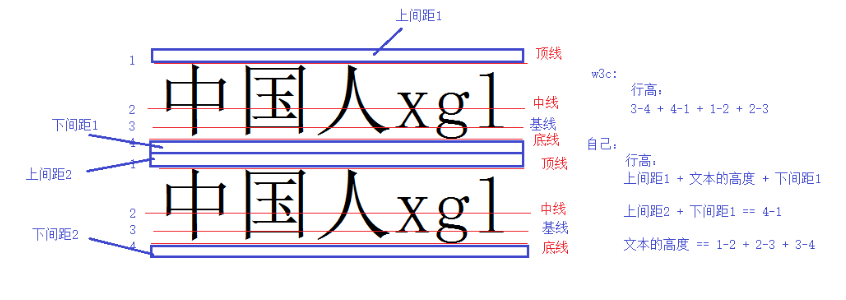 上间距1
1
顶线
中国人xgl
2
中线
3
基线
下间距1
4
底线
上间距2
1
顶线
中国人xgl
2
中线
3
基线
下间距2
4
底线
w3c:
行高:
3-4 + 4-1 + 1-2 + 2-3
自己:
行高:
上间距1 + 文本的高度 + 下间距1
上间距2 + 下间距1 == 4-1
文本的高度 == 1-2 + 2-3 + 3-4